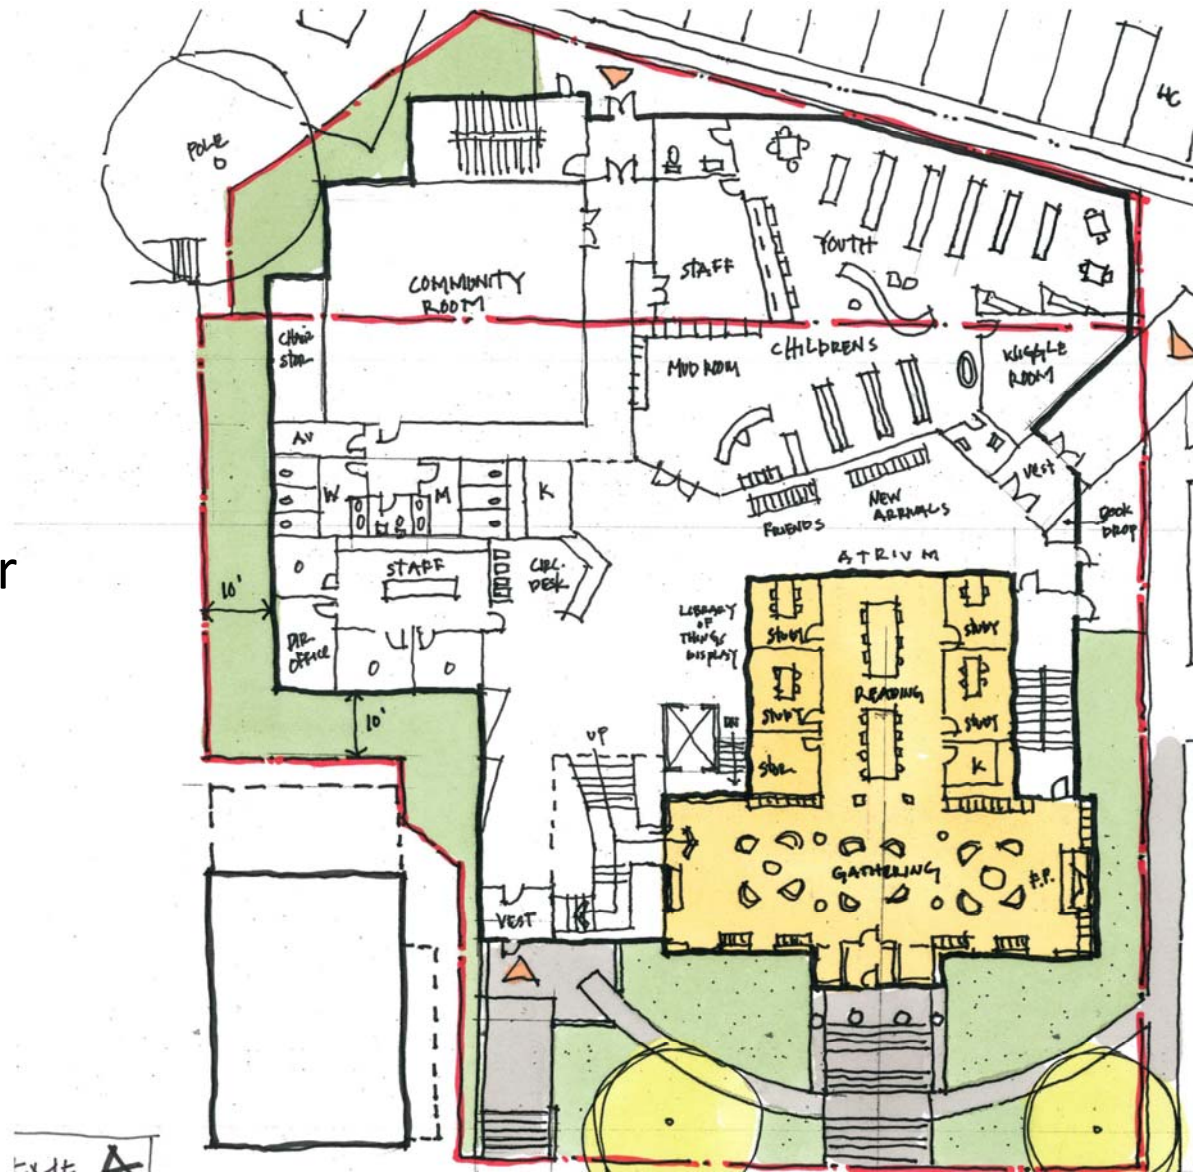 HC
POLE
YOUTH
COMMUNITY
ROOM
STAFF
CHAIR
STOR
CHILDRENS
MUD ROOM
WIGGLE
ROOM
AV
W
M
K
VEST
NEW
ARRIVALS
FRIENDS
BOOK
DROP
ATRIUM
r
STAFF
CIRC.
DESK
10'
LIBRARY
OF
THINGS
DISPLAY
STUDY
STUDY
DIR.
OFFICE
READING
STUDY
STUDY
10'
UP
DN
STOR.
K
GATHERING
F.P.
VEST